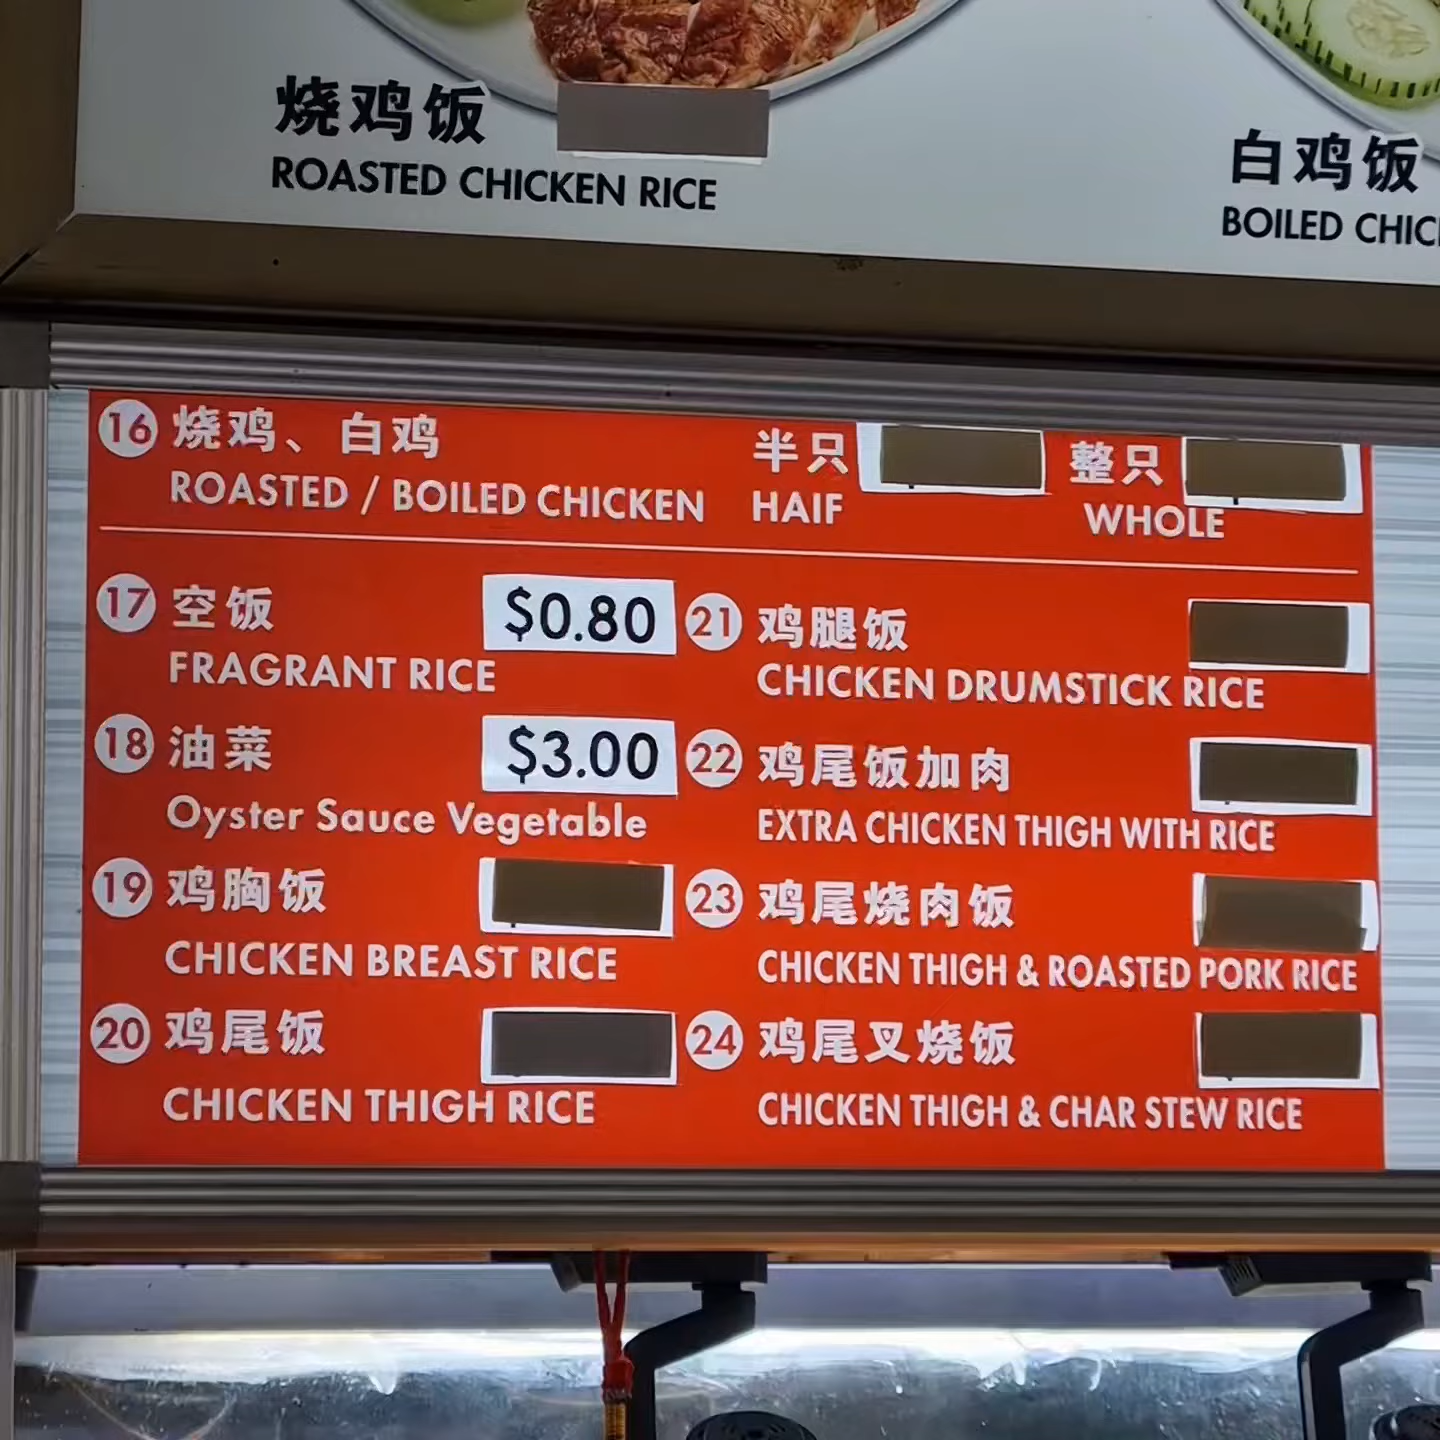 烧鸡饭
ROASTED CHICKEN RICE
白鸡饭
BOILED CHIC
16 烧鸡、白鸡 半只 整只
ROASTED / BOILED CHICKEN HAIF WHOLE
17 空饭 $0.80
FRAGRANT RICE
18 油菜 $3.00
Oyster Sauce Vegetable
19 鸡胸饭
CHICKEN BREAST RICE
20 鸡尾饭
CHICKEN THIGH RICE
21 鸡腿饭
CHICKEN DRUMSTICK RICE
22 鸡尾饭加肉
EXTRA CHICKEN THIGH WITH RICE
23 鸡尾烧肉饭
CHICKEN THIGH & ROASTED PORK RICE
24 鸡尾叉烧饭
CHICKEN THIGH & CHAR STEW RICE